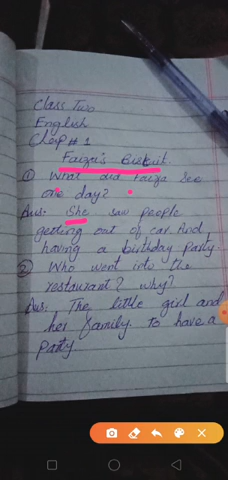 Class Two
English
Chap # 1
Faiza's Biscuit.
① What did Faiza see
one day?
Ans: She saw people
getting out of car. And,
having a birthday party.
② Who went into the
restaurant? Why?
Ans: The little girl and
her family. To have a
party